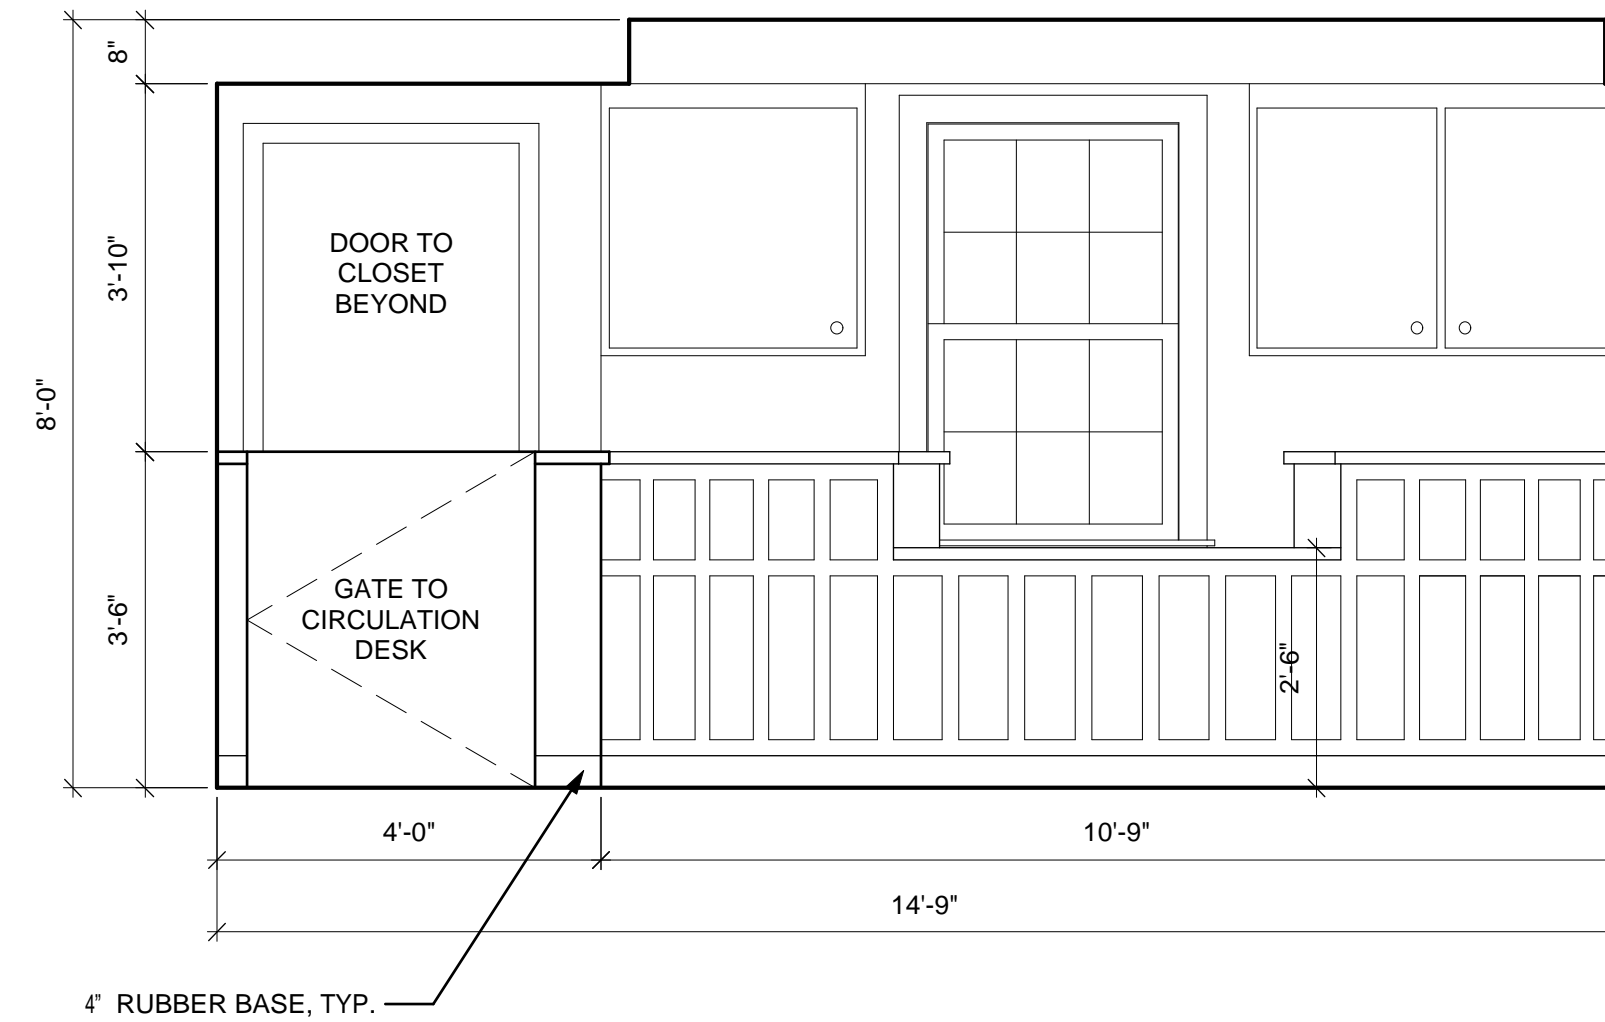 8"
3'-10"
8'-0"
3'-6"
DOOR TO
CLOSET
BEYOND
GATE TO
CIRCULATION
DESK
2'-6"
4'-0"
10'-9"
14'-9"
4" RUBBER BASE, TYP.